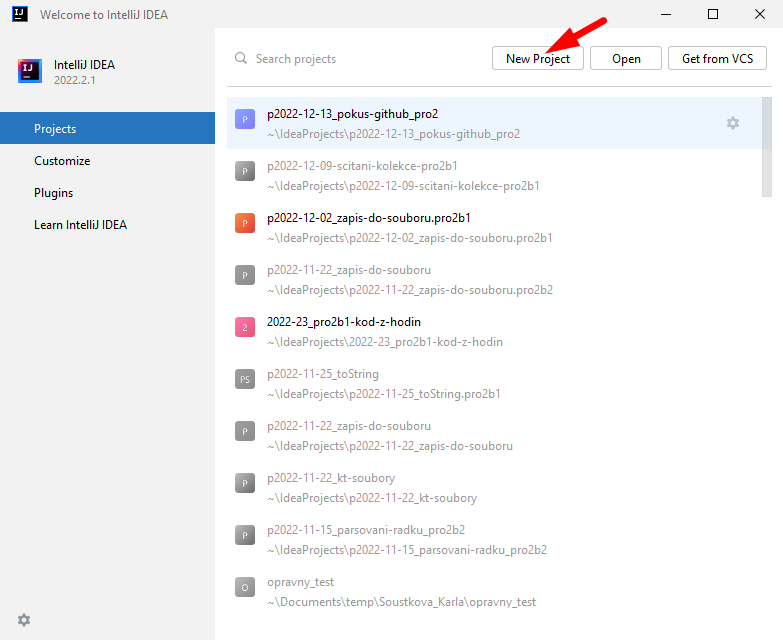 IJ Welcome to IntelliJ IDEA
IJ
IntelliJ IDEA
2022.2.1
Projects
Customize
Plugins
Learn IntelliJ IDEA
Search projects
New Project
Open
Get from VCS
P
p2022-12-13_pokus-github_pro2
~\IdeaProjects\p2022-12-13_pokus-github_pro2
P
p2022-12-09-scitani-kolekce-pro2b1
~\IdeaProjects\p2022-12-09-scitani-kolekce-pro2b1
P
p2022-12-02_zapis-do-souboru.pro2b1
~\IdeaProjects\p2022-12-02_zapis-do-souboru.pro2b1
P
p2022-11-22_zapis-do-souboru
~\IdeaProjects\p2022-11-22_zapis-do-souboru.pro2b2
2
2022-23_pro2b1-kod-z-hodin
~\IdeaProjects\2022-23_pro2b1-kod-z-hodin
PS
p2022-11-25_toString
~\IdeaProjects\p2022-11-25_toString.pro2b1
P
p2022-11-22_zapis-do-souboru
~\IdeaProjects\p2022-11-22_zapis-do-souboru
P
p2022-11-22_kt-soubory
~\IdeaProjects\p2022-11-22_kt-soubory
P
p2022-11-15_parsovani-radku_pro2b2
~\IdeaProjects\p2022-11-15_parsovani-radku_pro2b2
O
opravny_test
~\Documents\temp\Soustkova_Karla\opravny_test